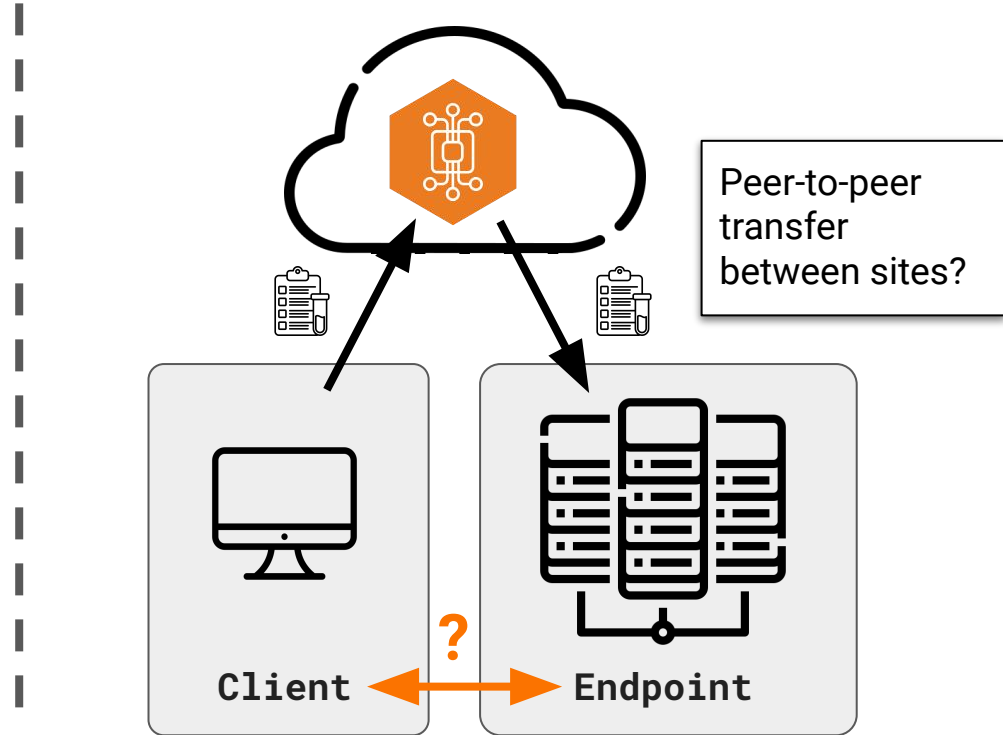 Peer-to-peer
transfer
between sites?
?
Client
Endpoint